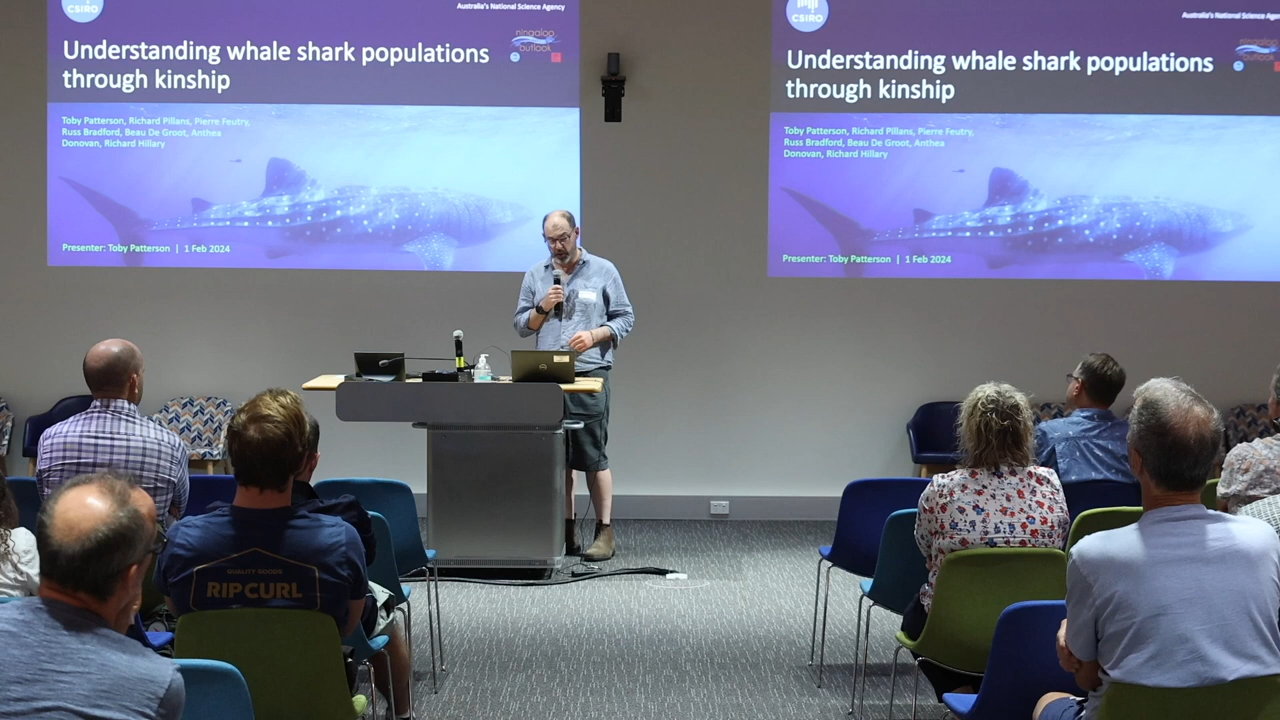 CSIRO
Australia's National Science Agency
ningaloo
outlook
Understanding whale shark populations
through kinship
Toby Patterson, Richard Pillans, Pierre Feutry,
Russ Bradford, Beau De Groot, Anthea
Donovan, Richard Hillary
Presenter: Toby Patterson | 1 Feb 2024
CSIRO
Australia's National Science Agen
ningaloo
outlook
Understanding whale shark populations
through kinship
Toby Patterson, Richard Pillans, Pierre Feutry,
Russ Bradford, Beau De Groot, Anthea
Donovan, Richard Hillary
Presenter: Toby Patterson | 1 Feb 2024
QUALITY GOODS
RIP CURL